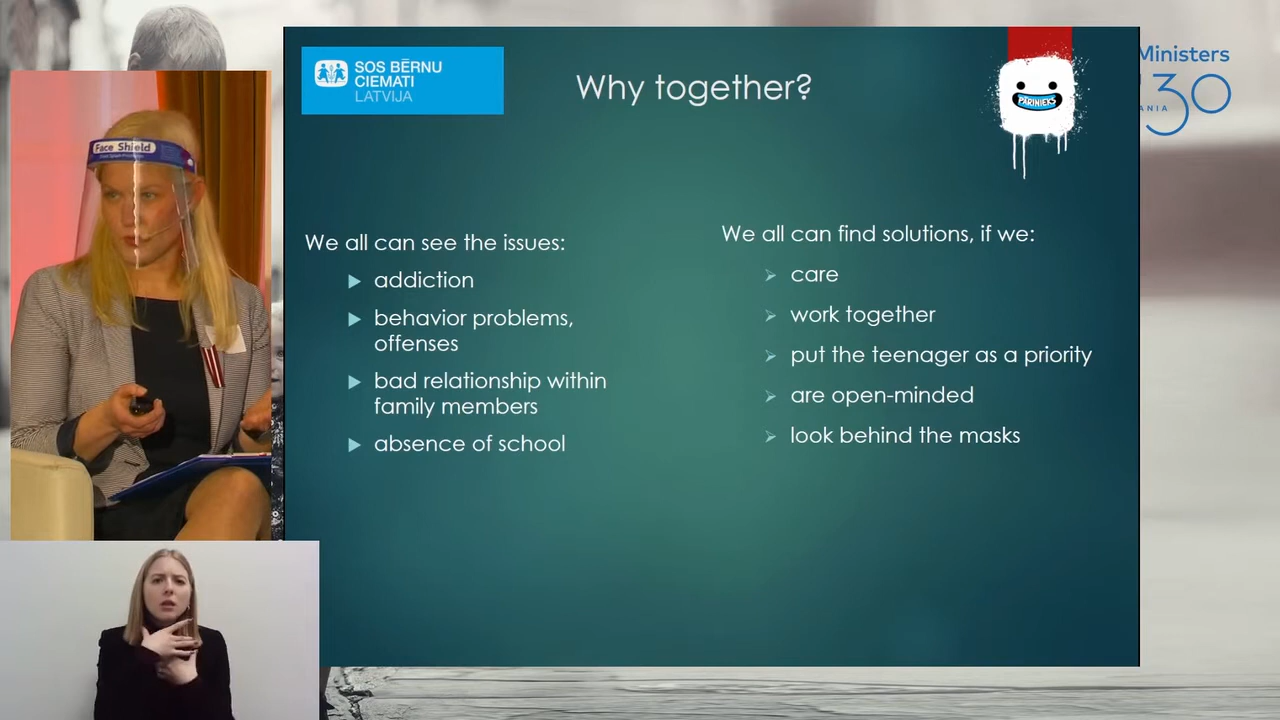 SOS BĒRNU
CIEMATI
LATVIJA
Why together?
PĀRINIEKS
Ministers
30
ANIA
Face Shield
We all can see the issues:
addiction
behavior problems,
offenses
bad relationship within
family members
absence of school
We all can find solutions, if we:
care
work together
put the teenager as a priority
are open-minded
look behind the masks